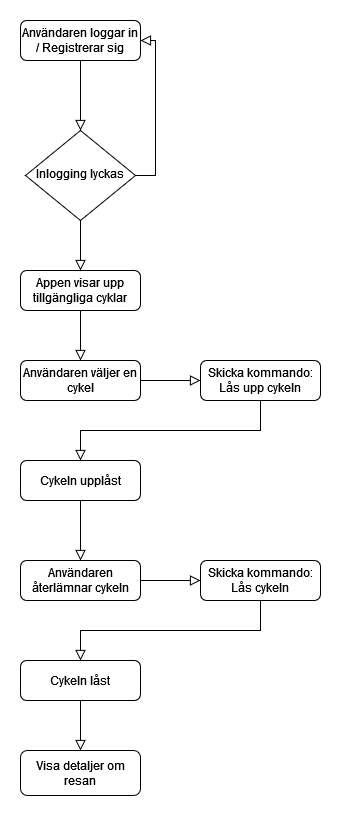 Användaren loggar in
/ Registrerar sig
Inlogging lyckas
Appen visar upp
tillgängliga cyklar
Användaren väljer en
cykel
Skicka kommando:
Lås upp cykeln
Cykeln upplåst
Användaren
återlämnar cykeln
Skicka kommando:
Lås cykeln
Cykeln låst
Visa detaljer om
resan